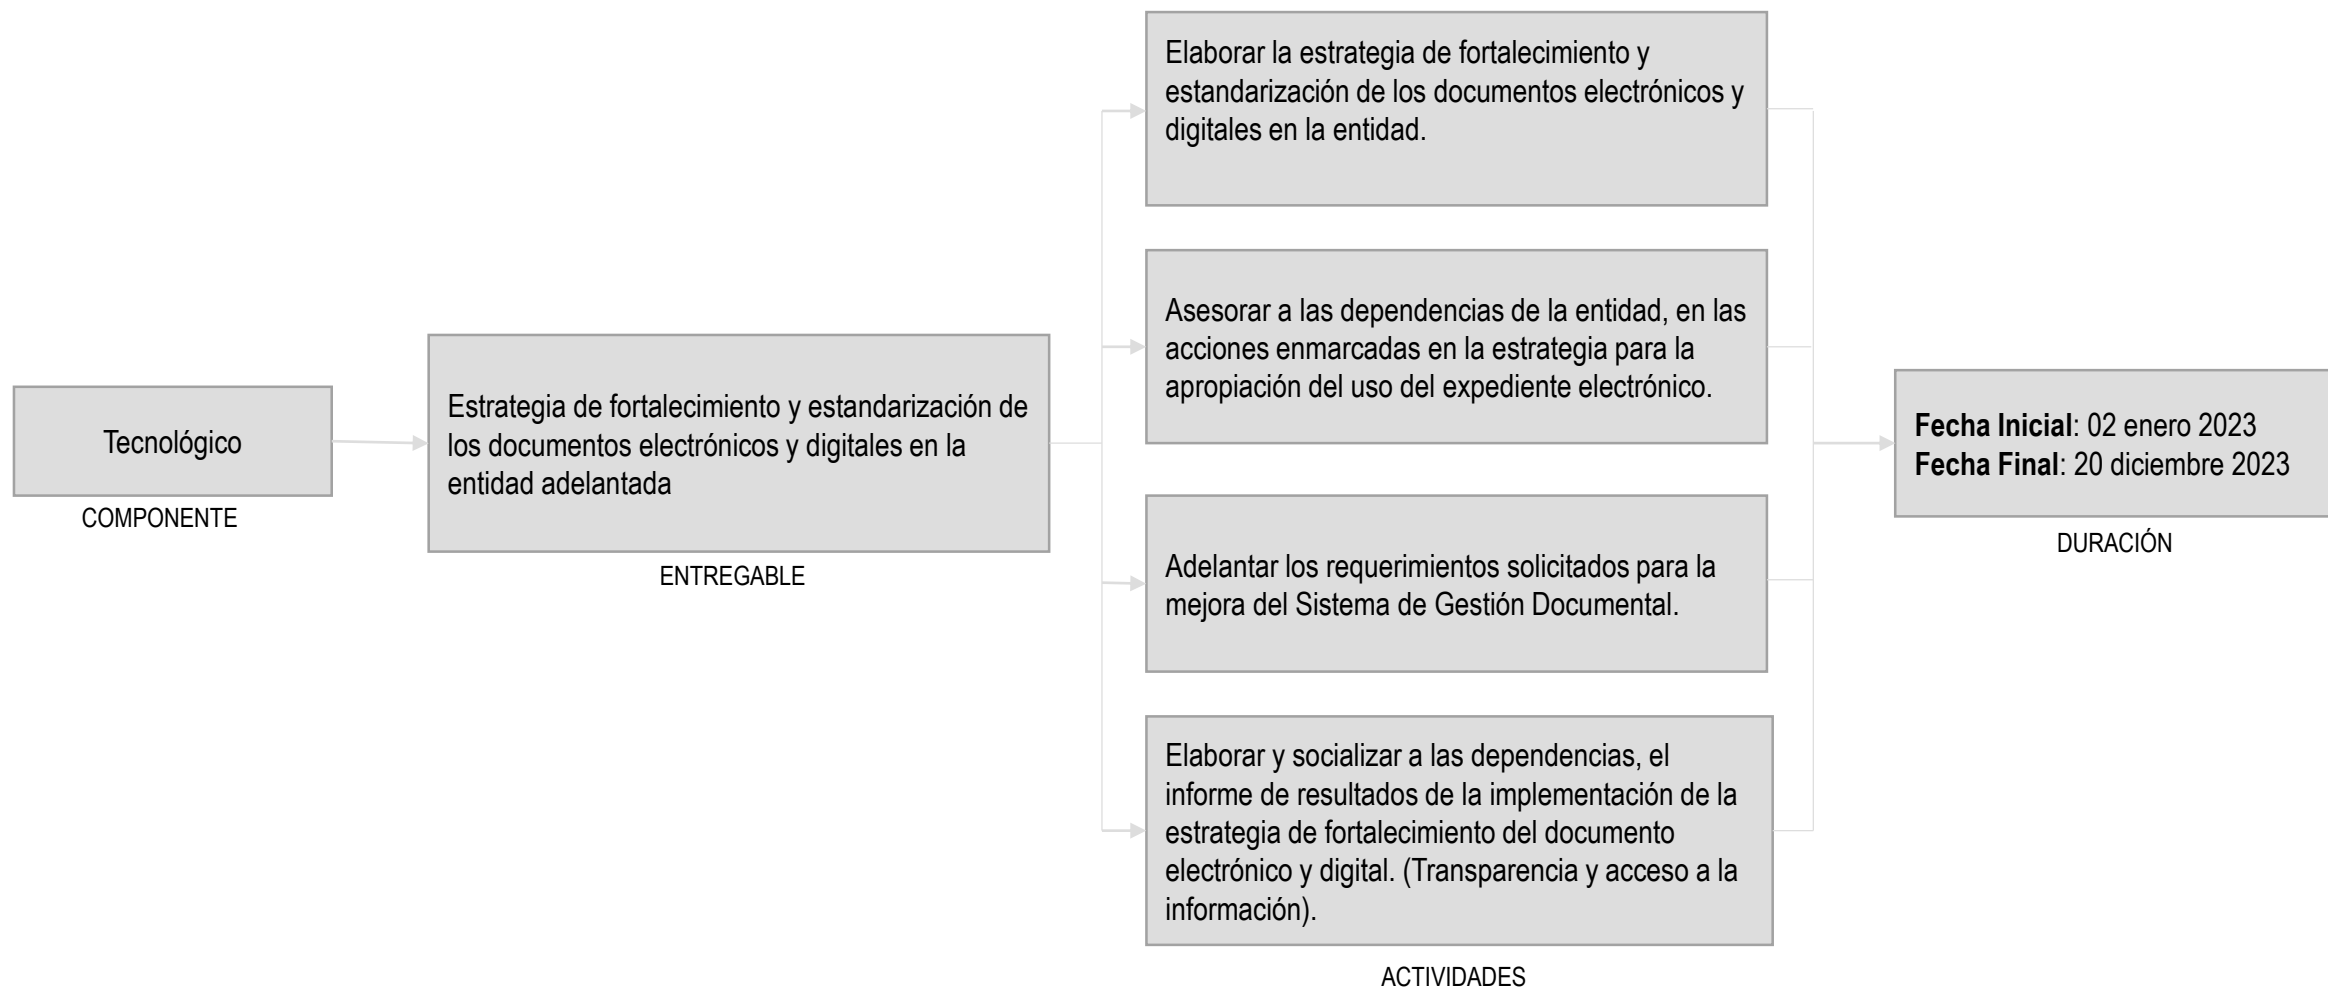 Tecnológico
COMPONENTE
Estrategia de fortalecimiento y estandarización de
los documentos electrónicos y digitales en la
entidad adelantada
ENTREGABLE
Elaborar la estrategia de fortalecimiento y
estandarización de los documentos electrónicos y
digitales en la entidad.
Asesorar a las dependencias de la entidad, en las
acciones enmarcadas en la estrategia para la
apropiación del uso del expediente electrónico.
Adelantar los requerimientos solicitados para la
mejora del Sistema de Gestión Documental.
Elaborar y socializar a las dependencias, el
informe de resultados de la implementación de la
estrategia de fortalecimiento del documento
electrónico y digital. (Transparencia y acceso a la
información).
ACTIVIDADES
Fecha Inicial: 02 enero 2023
Fecha Final: 20 diciembre 2023
DURACIÓN